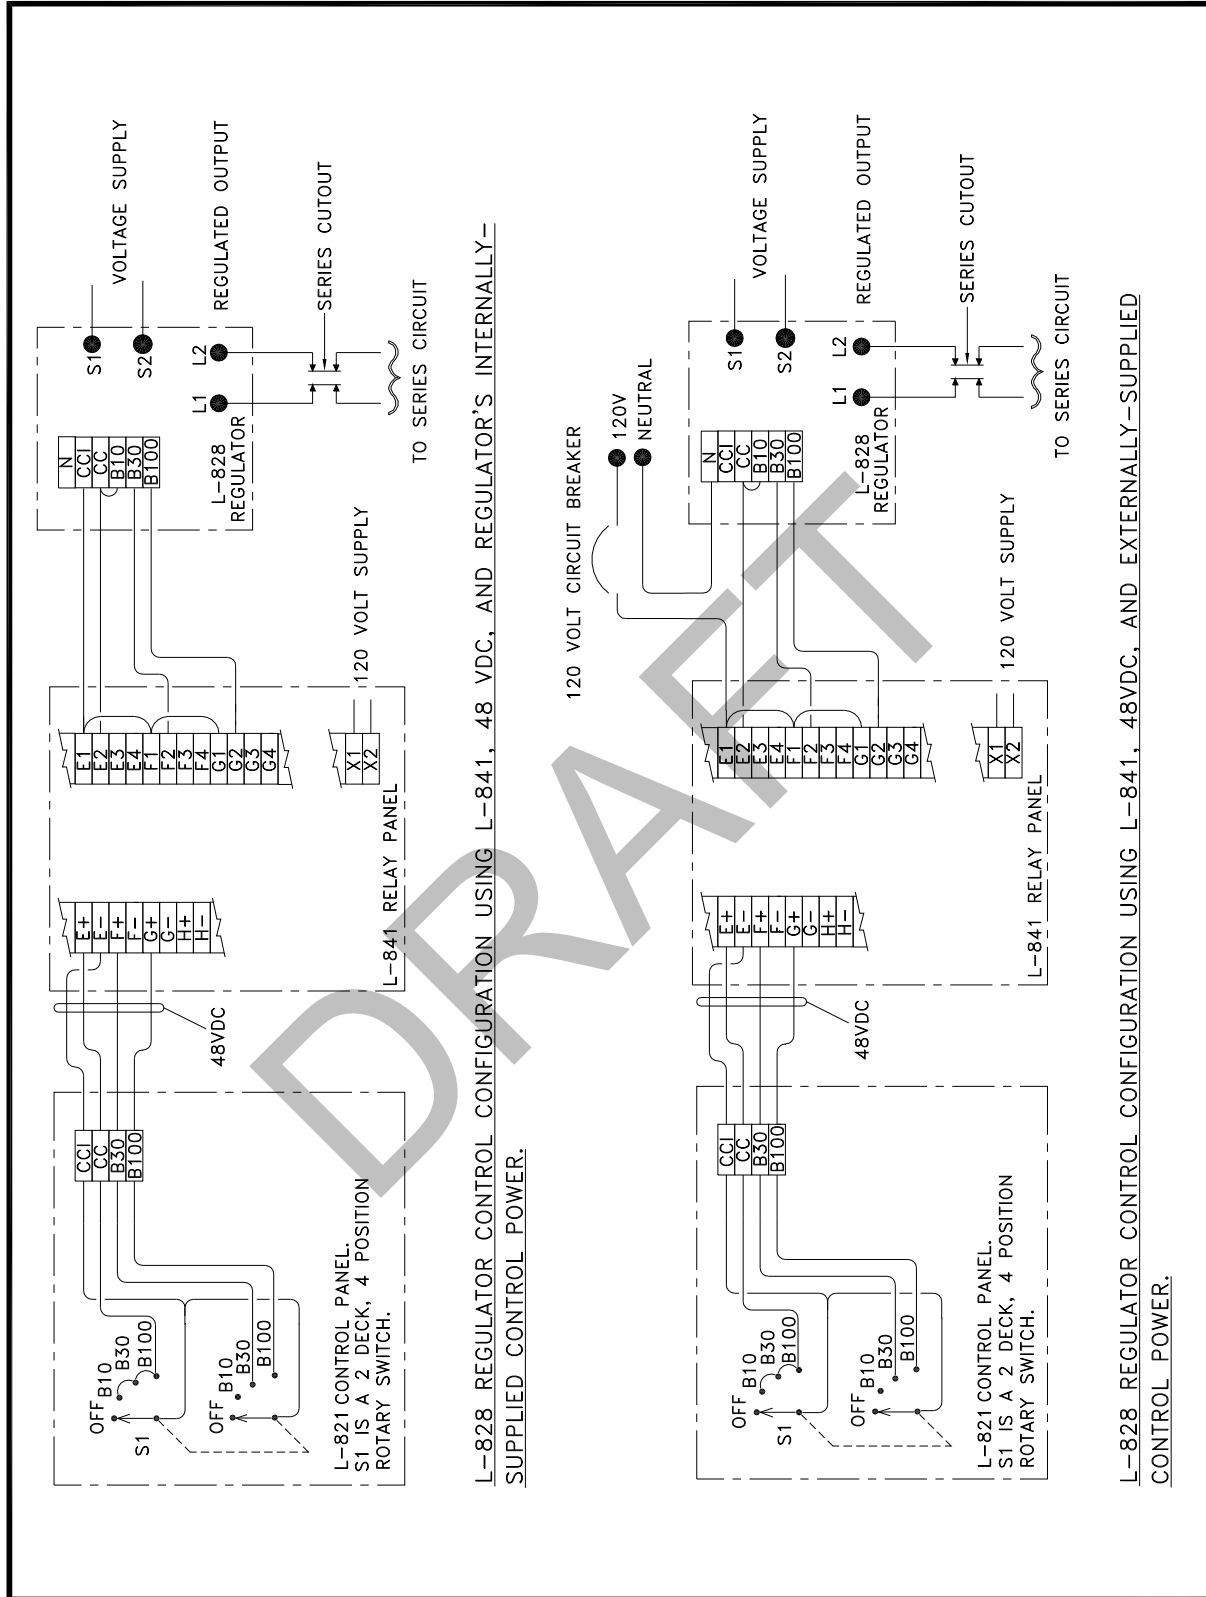 OFF
B10
B30
B100
S1
OFF
B10
B30
B100
L-821 CONTROL PANEL.
S1 IS A 2 DECK, 4 POSITION
ROTARY SWITCH.
CCI
CC
B30
B100
48VDC
E+
E-
F+
F-
G+
G-
H+
H-
L-841 RELAY PANEL
E1
E2
E3
E4
F1
F2
F3
F4
G1
G2
G3
G4
X1
X2
120 VOLT SUPPLY
N
CCI
CC
B10
B30
B100
L-828
REGULATOR
S1
S2
VOLTAGE SUPPLY
L1
L2
REGULATED OUTPUT
SERIES CUTOUT
TO SERIES CIRCUIT
L-828 REGULATOR CONTROL CONFIGURATION USING L-841, 48 VDC, AND REGULATOR'S INTERNALLY-
SUPPLIED CONTROL POWER.
OFF
B10
B30
B100
S1
OFF
B10
B30
B100
L-821 CONTROL PANEL.
S1 IS A 2 DECK, 4 POSITION
ROTARY SWITCH.
CCI
CC
B30
B100
48VDC
E+
E-
F+
F-
G+
G-
H+
H-
L-841 RELAY PANEL
E1
E2
E3
E4
F1
F2
F3
F4
G1
G2
G3
G4
X1
X2
120 VOLT SUPPLY
120 VOLT CIRCUIT BREAKER
120V
NEUTRAL
N
CCI
CC
B10
B30
B100
L-828
REGULATOR
S1
S2
VOLTAGE SUPPLY
L1
L2
REGULATED OUTPUT
SERIES CUTOUT
TO SERIES CIRCUIT
L-828 REGULATOR CONTROL CONFIGURATION USING L-841, 48VDC, AND EXTERNALLY-SUPPLIED
CONTROL POWER.
DRAFT